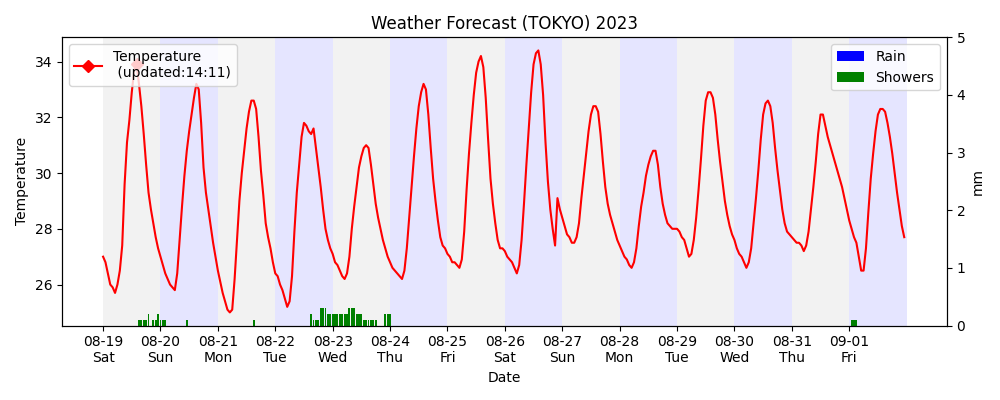 Weather Forecast (TOKYO) 2023
Temperature
(updated:14:11)
Rain
Showers
Temperature
34
32
30
28
26
5
4
3
2
1
0
mm
08-19 08-20 08-21 08-22 08-23 08-24 08-25 08-26 08-27 08-28 08-29 08-30 08-31 09-01
Sat Sun Mon Tue Wed Thu Fri Sat Sun Mon Tue Wed Thu Fri
Date